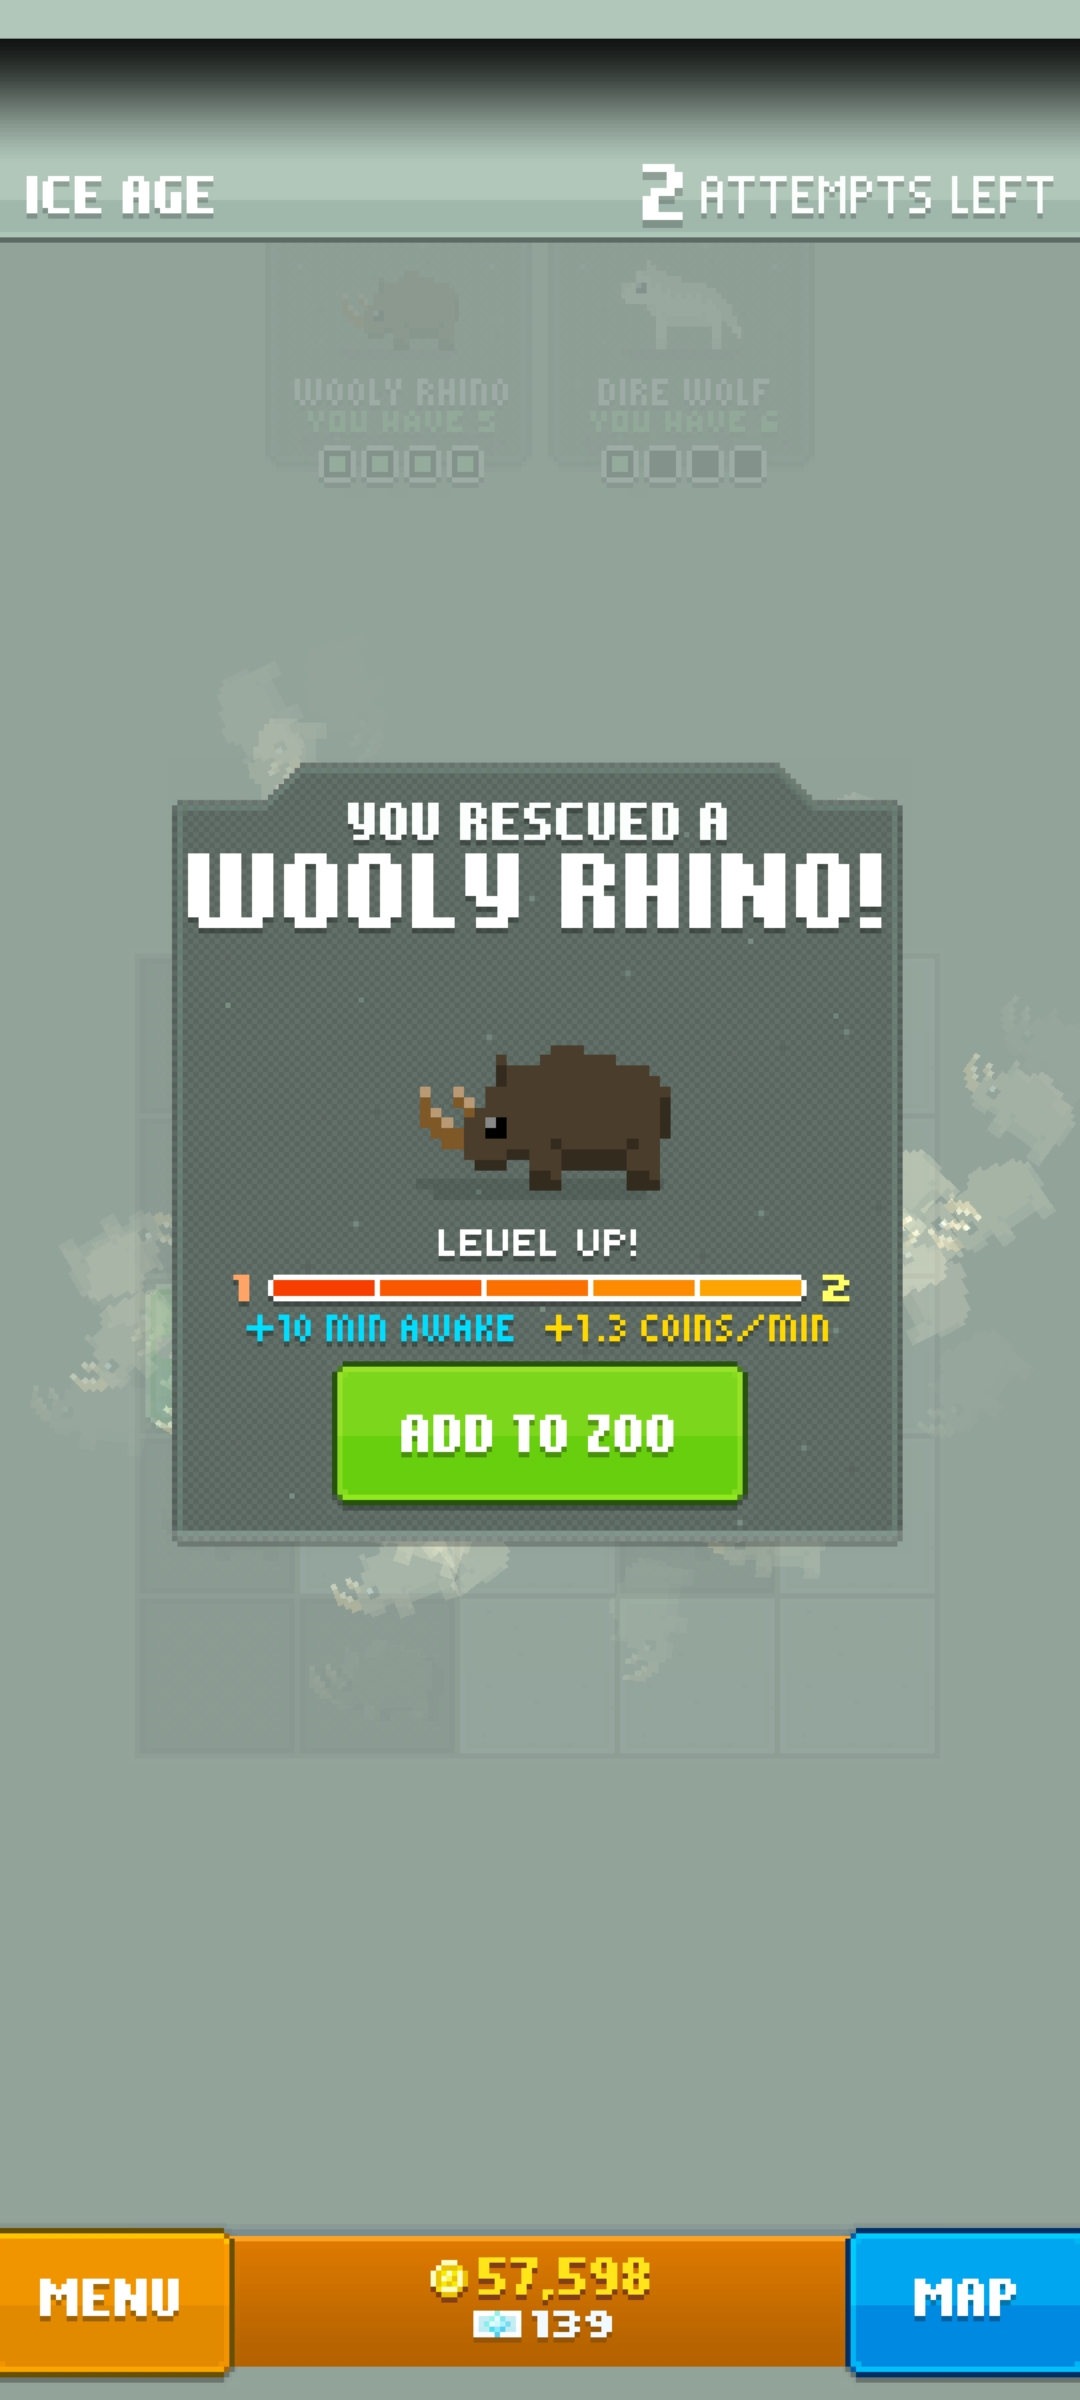 ICE AGE
2 ATTEMPTS LEFT
WOOLY RHINO
YOU HAVE 5
DIRE WOLF
YOU HAVE 6
YOU RESCUED A
WOOLY RHINO!
LEVEL UP!
1 2
+10 MIN AWAKE +1.3 COINS/MIN
ADD TO ZOO
MENU
57,598
139
MAP